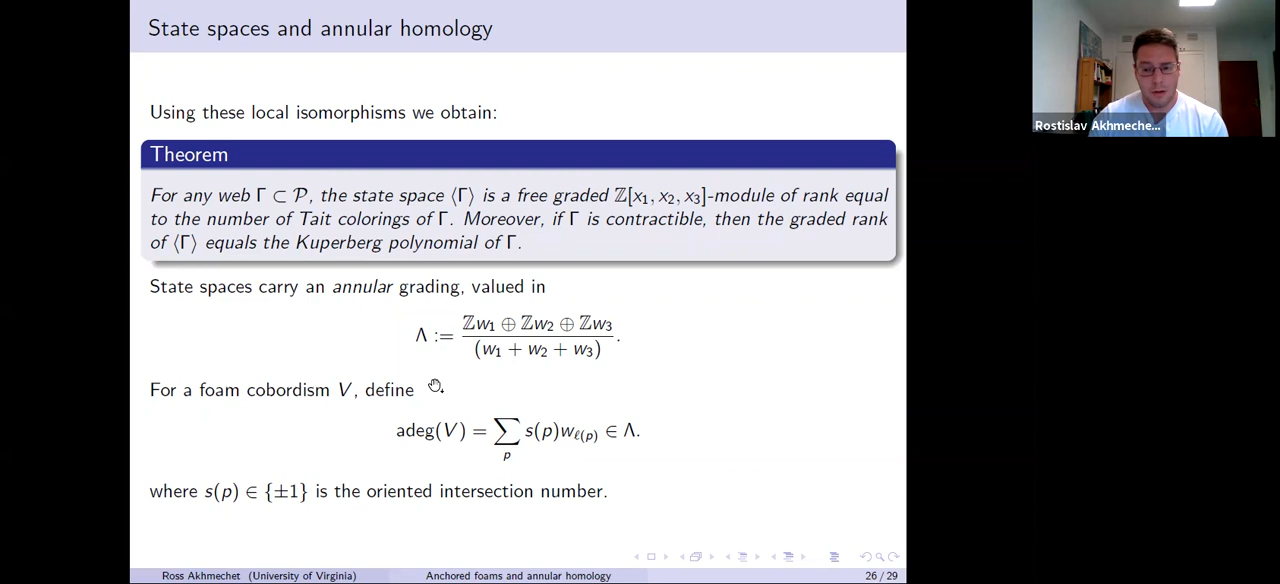 State spaces and annular homology
Using these local isomorphisms we obtain:
Theorem
For any web Γ ⊂ 𝒫, the state space ⟨Γ⟩ is a free graded ℤ[x₁, x₂, x₃]-module of rank equal
to the number of Tait colorings of Γ. Moreover, if Γ is contractible, then the graded rank
of ⟨Γ⟩ equals the Kuperberg polynomial of Γ.
State spaces carry an annular grading, valued in
Λ := (ℤw₁ ⊕ ℤw₂ ⊕ ℤw₃) / (w₁ + w₂ + w₃).
For a foam cobordism V, define
adeg(V) = ∑ₚ s(p)w_ℓ(p) ∈ Λ.
where s(p) ∈ {±1} is the oriented intersection number.
Ross Akhmechet (University of Virginia) Anchored foams and annular homology 26 / 29
Rostislav Akhmeche...